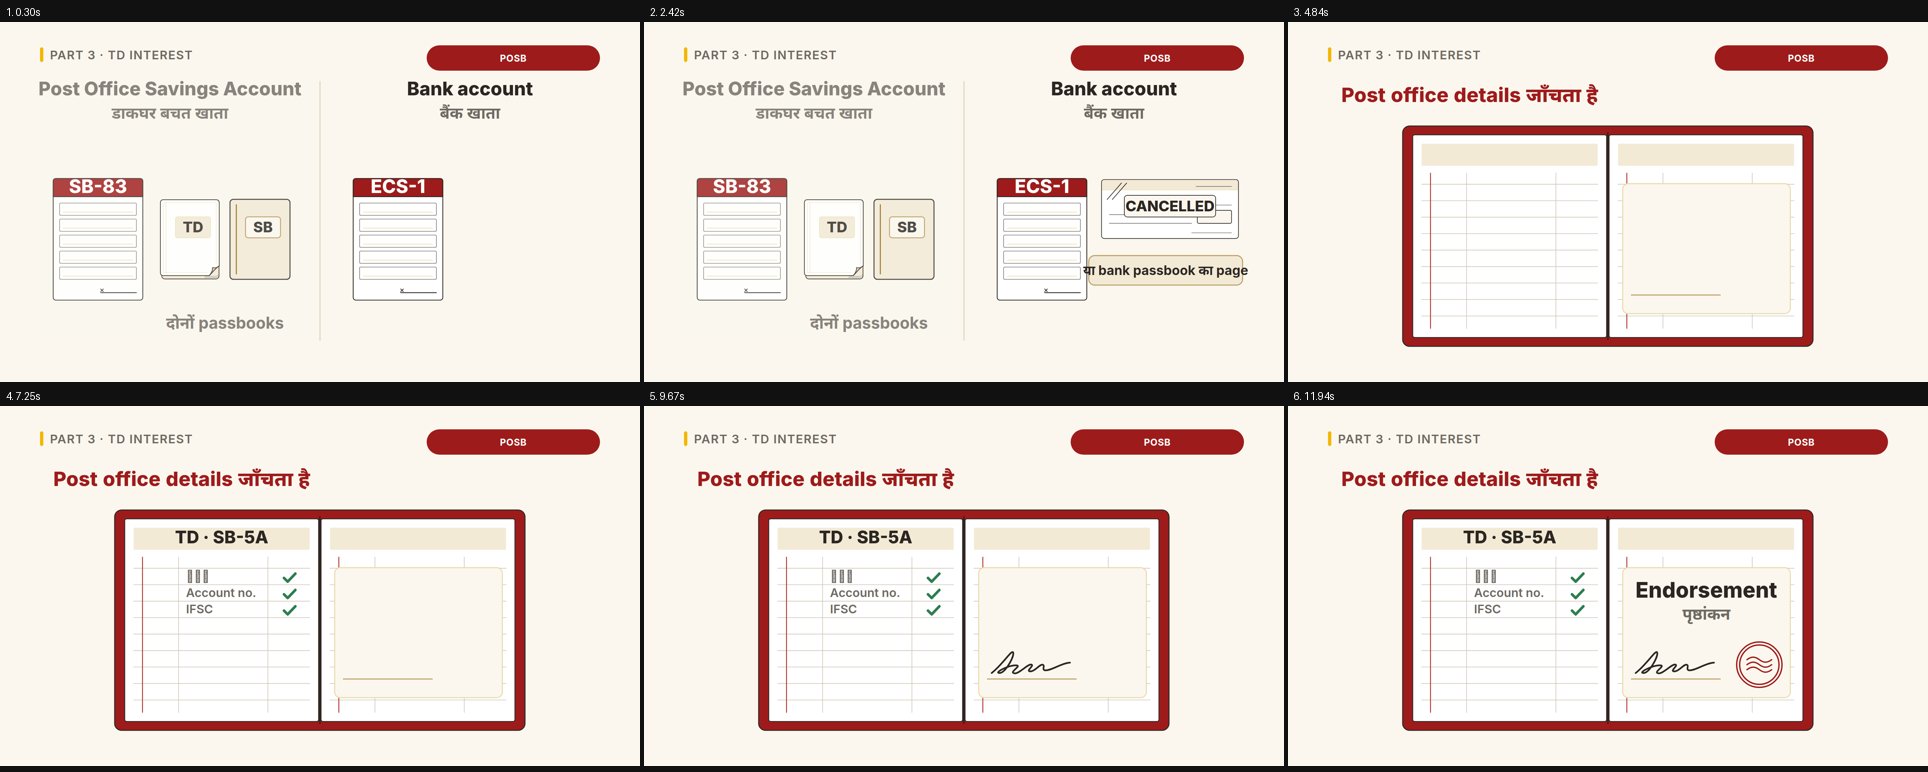 1. 0.30s
PART 3 · TD INTEREST
POSB
Post Office Savings Account
डाकघर बचत खाता
Bank account
बैंक खाता
SB-83
TD
SB
ECS-1
दोनों passbooks
2. 2.42s
PART 3 · TD INTEREST
POSB
Post Office Savings Account
डाकघर बचत खाता
Bank account
बैंक खाता
SB-83
TD
SB
ECS-1
CANCELLED
या bank passbook का page
दोनों passbooks
3. 4.84s
PART 3 · TD INTEREST
POSB
Post office details जाँचता है
4. 7.25s
PART 3 · TD INTEREST
POSB
Post office details जाँचता है
TD · SB-5A
Account no.
IFSC
5. 9.67s
PART 3 · TD INTEREST
POSB
Post office details जाँचता है
TD · SB-5A
Account no.
IFSC
6. 11.94s
PART 3 · TD INTEREST
POSB
Post office details जाँचता है
TD · SB-5A
Account no.
IFSC
Endorsement
पृष्ठांकन